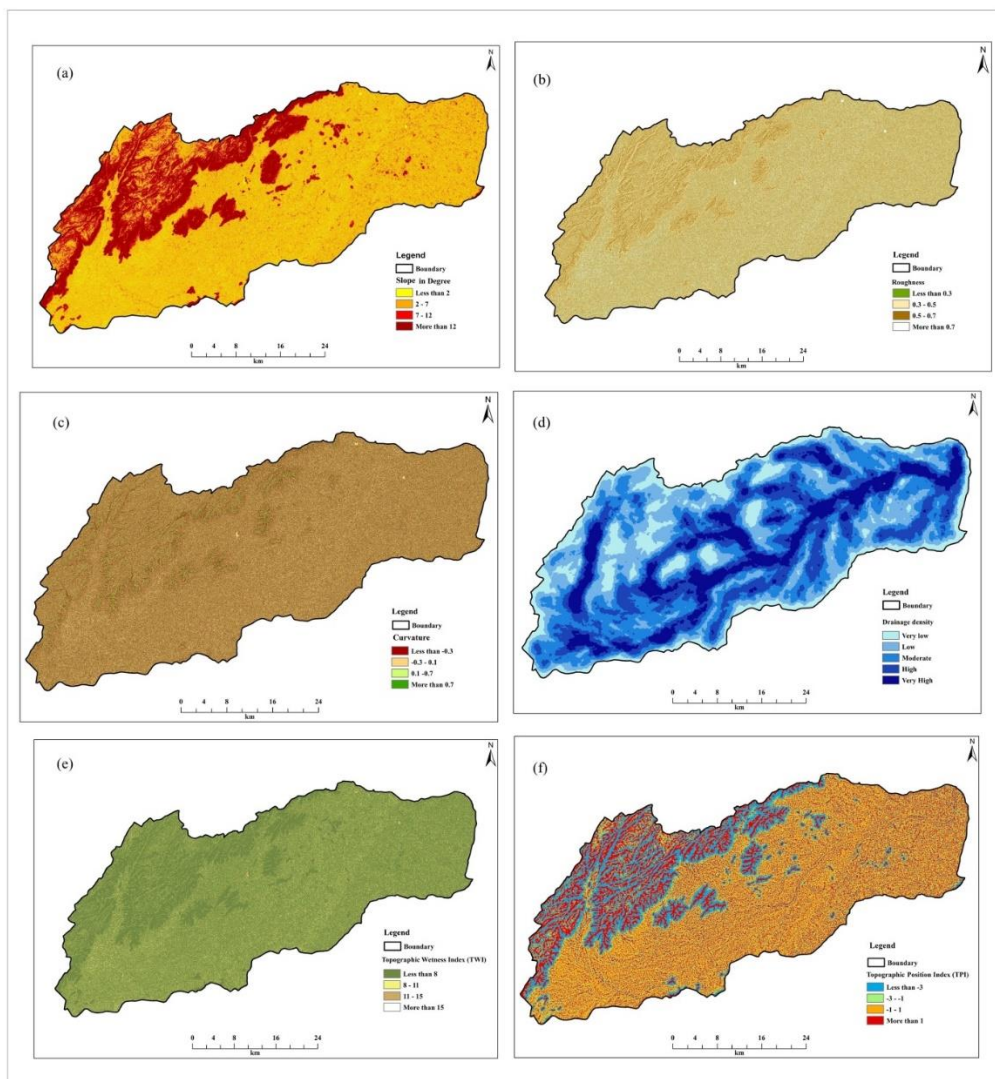 (a)
N
Legend
Boundary
Slope in Degree
Less than 2
2 - 7
7 - 12
More than 12
0 4 8 16 24
km
(b)
N
Legend
Boundary
Roughness
Less than 0.3
0.3 - 0.5
0.5 - 0.7
More than 0.7
0 4 8 16 24
km
(c)
N
Legend
Boundary
Curvature
Less than -0.3
-0.3 - 0.1
0.1 -0.7
More than 0.7
0 4 8 16 24
km
(d)
N
Legend
Boundary
Drainage density
Very low
Low
Moderate
High
Very High
0 4 8 16 24
km
(e)
N
Legend
Boundary
Topographic Wetness Index (TWI)
Less than 8
8 - 11
11 - 15
More than 15
0 4 8 16 24
km
(f)
N
Legend
Boundary
Topographic Position Index (TPI)
Less than -3
-3 - -1
-1 - 1
More than 1
0 4 8 16 24
km